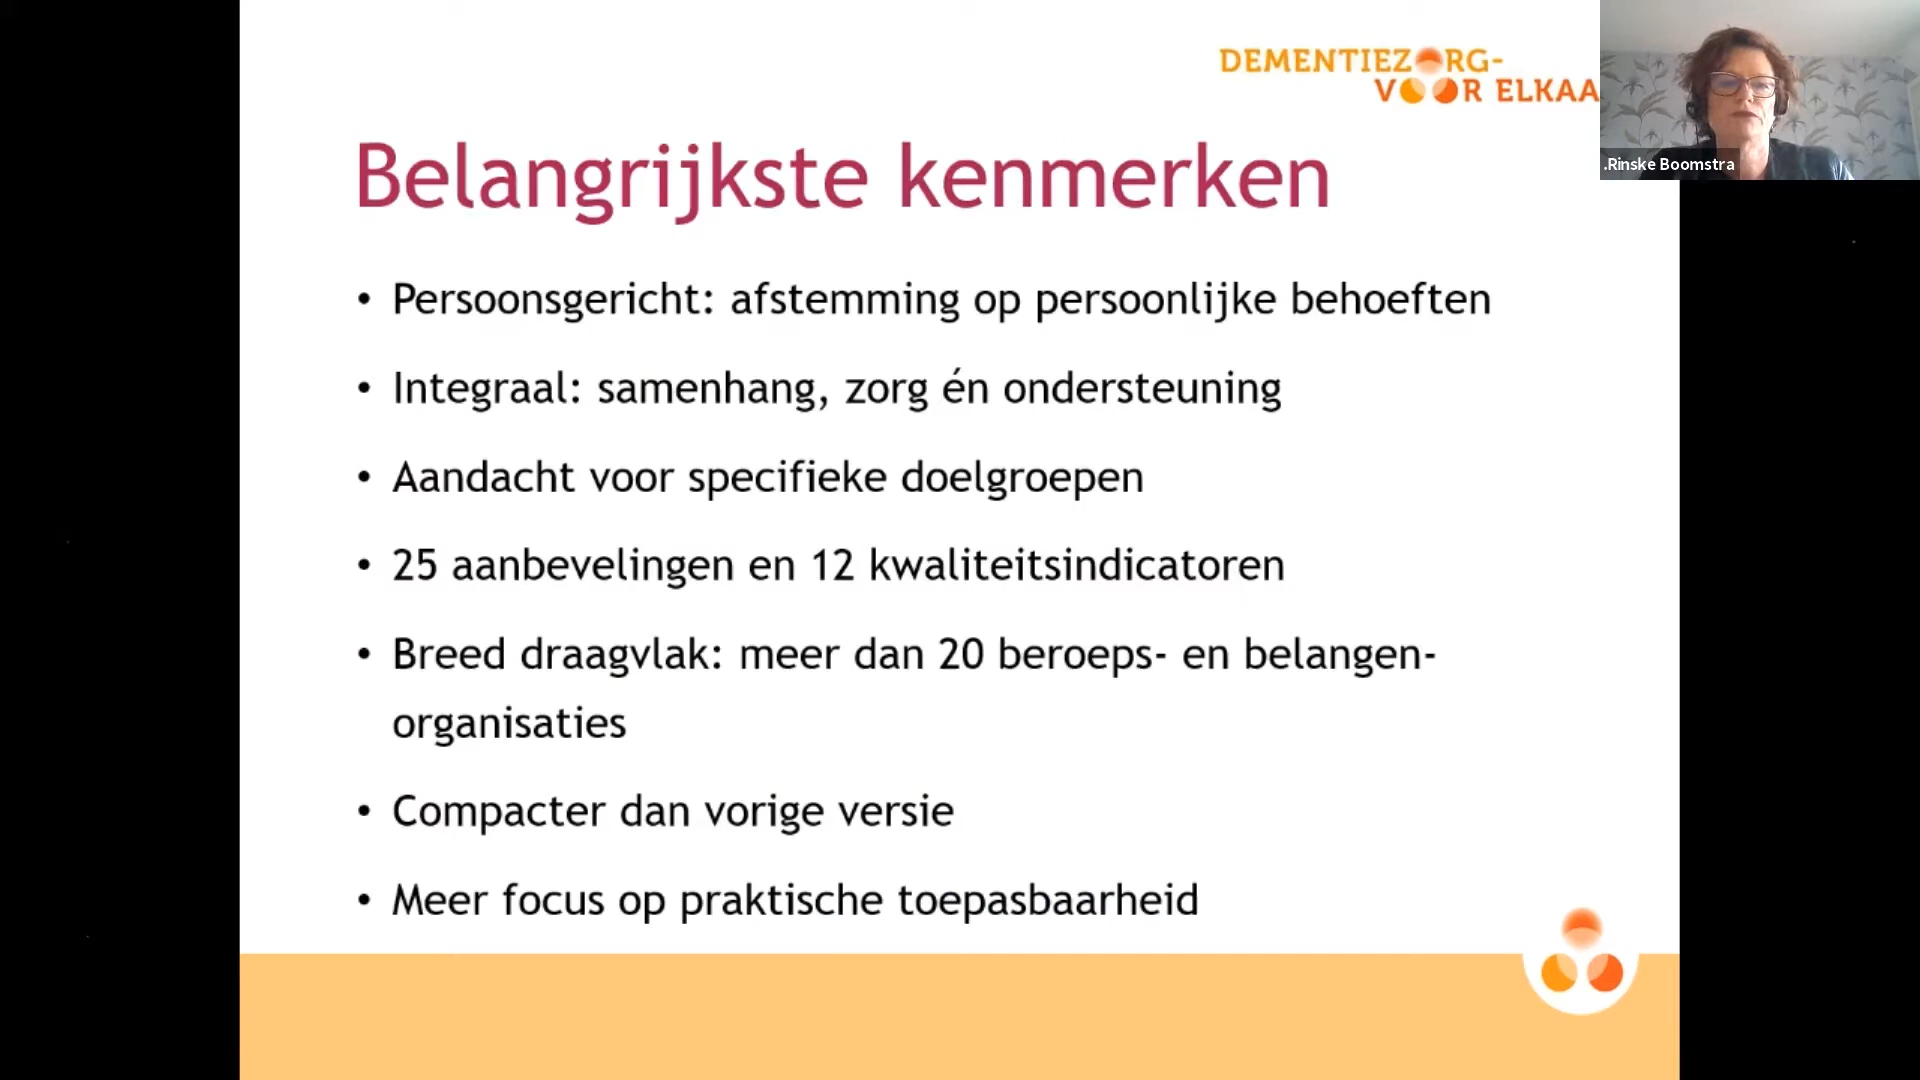 DEMENTIEZORG-
VOOR ELKAA
.Rinske Boomstra
Belangrijkste kenmerken
• Persoonsgericht: afstemming op persoonlijke behoeften
• Integraal: samenhang, zorg én ondersteuning
• Aandacht voor specifieke doelgroepen
• 25 aanbevelingen en 12 kwaliteitsindicatoren
• Breed draagvlak: meer dan 20 beroeps- en belangen-
organisaties
• Compacter dan vorige versie
• Meer focus op praktische toepasbaarheid